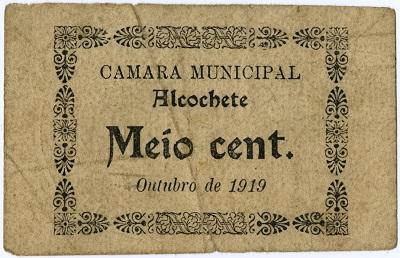 CAMARA MUNICIPAL
Alcochete
Meio cent.
Outubro de 1919